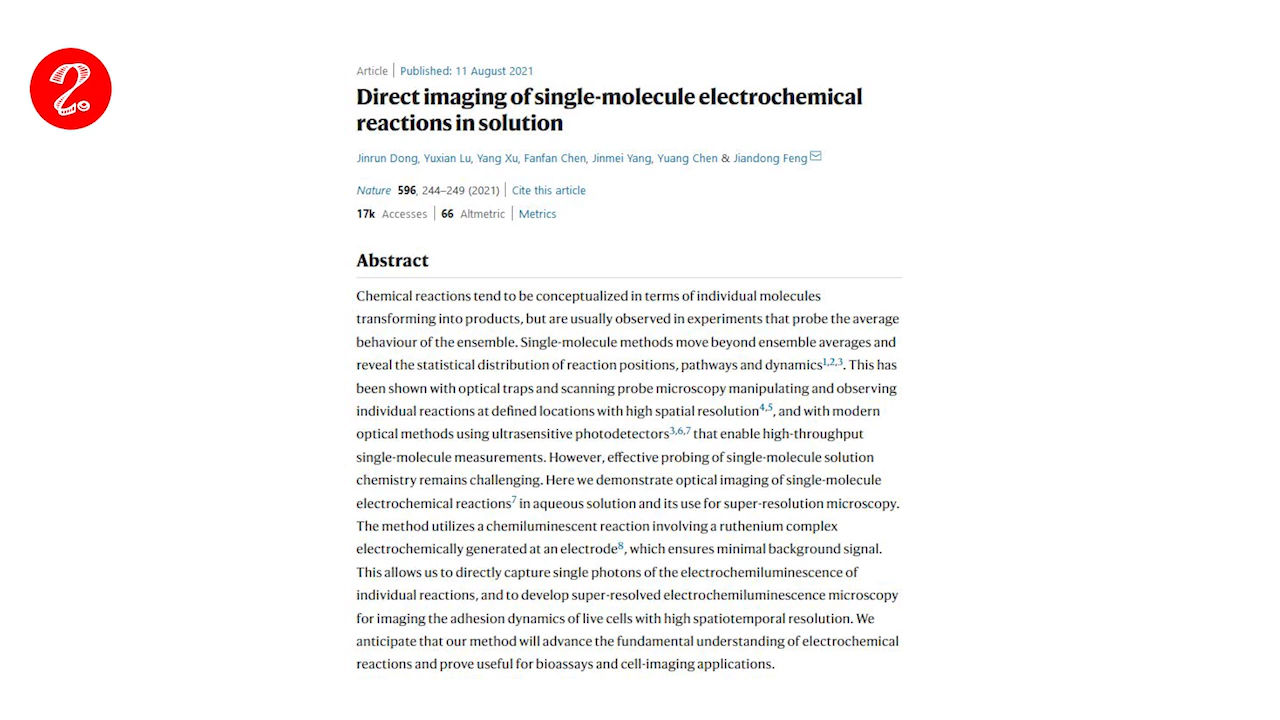 2.
Article | Published: 11 August 2021
Direct imaging of single-molecule electrochemical
reactions in solution
Jinrun Dong, Yuxian Lu, Yang Xu, Fanfan Chen, Jinmei Yang, Yuang Chen & Jiandong Feng
Nature 596, 244–249 (2021) | Cite this article
17k Accesses | 66 Altmetric | Metrics
Abstract
Chemical reactions tend to be conceptualized in terms of individual molecules
transforming into products, but are usually observed in experiments that probe the average
behaviour of the ensemble. Single-molecule methods move beyond ensemble averages and
reveal the statistical distribution of reaction positions, pathways and dynamics1,2,3. This has
been shown with optical traps and scanning probe microscopy manipulating and observing
individual reactions at defined locations with high spatial resolution4,5, and with modern
optical methods using ultrasensitive photodetectors3,6,7 that enable high-throughput
single-molecule measurements. However, effective probing of single-molecule solution
chemistry remains challenging. Here we demonstrate optical imaging of single-molecule
electrochemical reactions7 in aqueous solution and its use for super-resolution microscopy.
The method utilizes a chemiluminescent reaction involving a ruthenium complex
electrochemically generated at an electrode8, which ensures minimal background signal.
This allows us to directly capture single photons of the electrochemiluminescence of
individual reactions, and to develop super-resolved electrochemiluminescence microscopy
for imaging the adhesion dynamics of live cells with high spatiotemporal resolution. We
anticipate that our method will advance the fundamental understanding of electrochemical
reactions and prove useful for bioassays and cell-imaging applications.